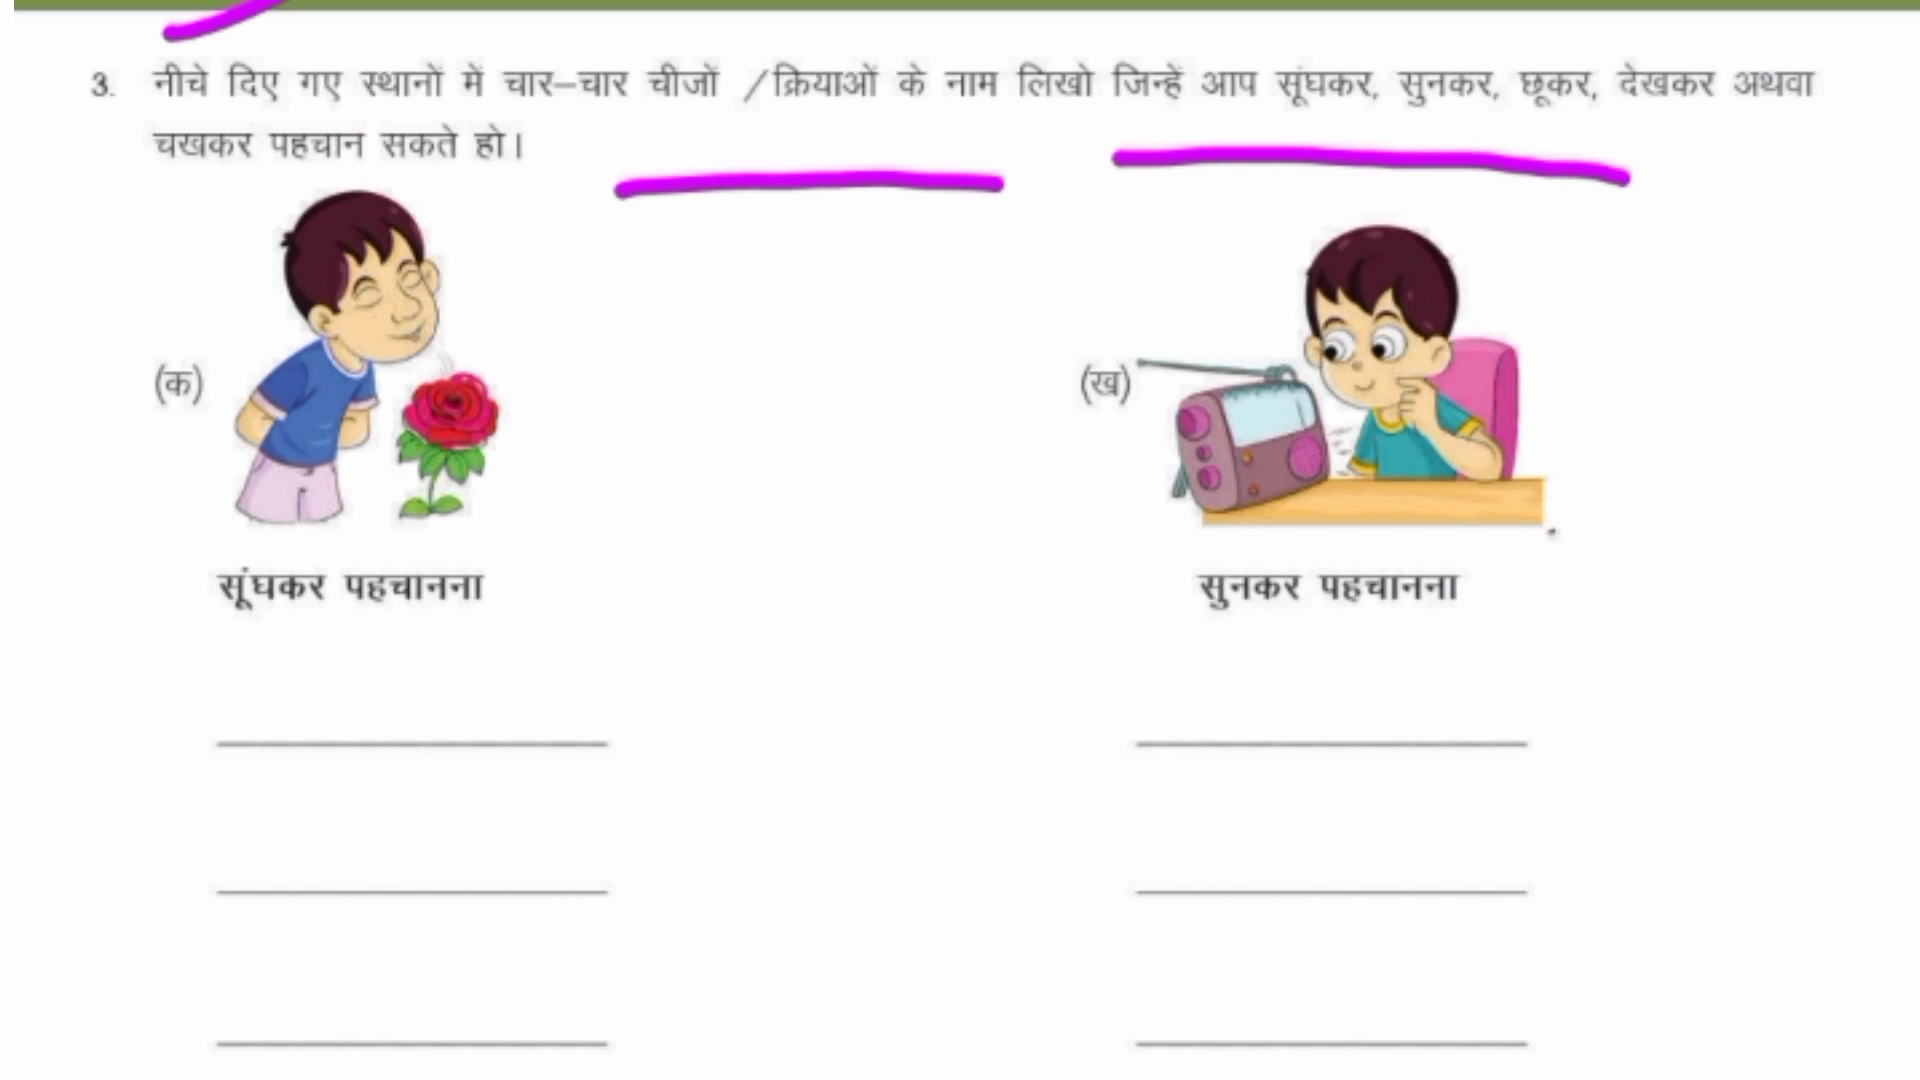 3. नीचे दिए गए स्थानों में चार–चार चीजों /क्रियाओं के नाम लिखो जिन्हें आप सूंघकर, सुनकर, छूकर, देखकर अथवा
चखकर पहचान सकते हो।
(क)
(ख)
सूंघकर पहचानना
सुनकर पहचानना